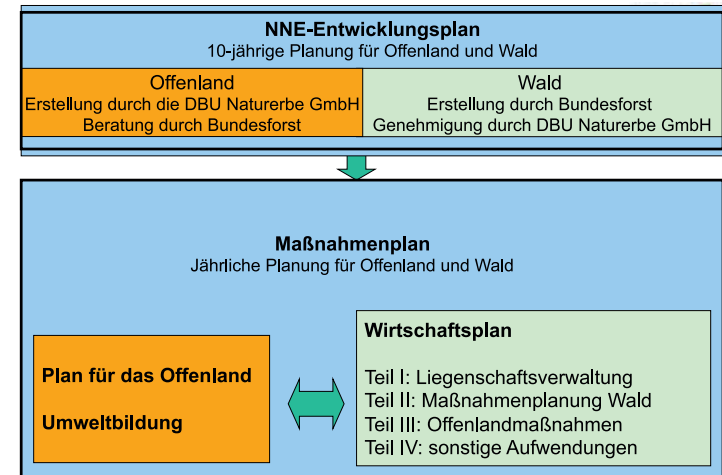 NNE-Entwicklungsplan
10-jährige Planung für Offenland und Wald
Offenland
Erstellung durch die DBU Naturerbe GmbH
Beratung durch Bundesforst
Wald
Erstellung durch Bundesforst
Genehmigung durch DBU Naturerbe GmbH
Maßnahmenplan
Jährliche Planung für Offenland und Wald
Plan für das Offenland
Umweltbildung
Wirtschaftsplan
Teil I: Liegenschaftsverwaltung
Teil II: Maßnahmenplanung Wald
Teil III: Offenlandmaßnahmen
Teil IV: sonstige Aufwendungen